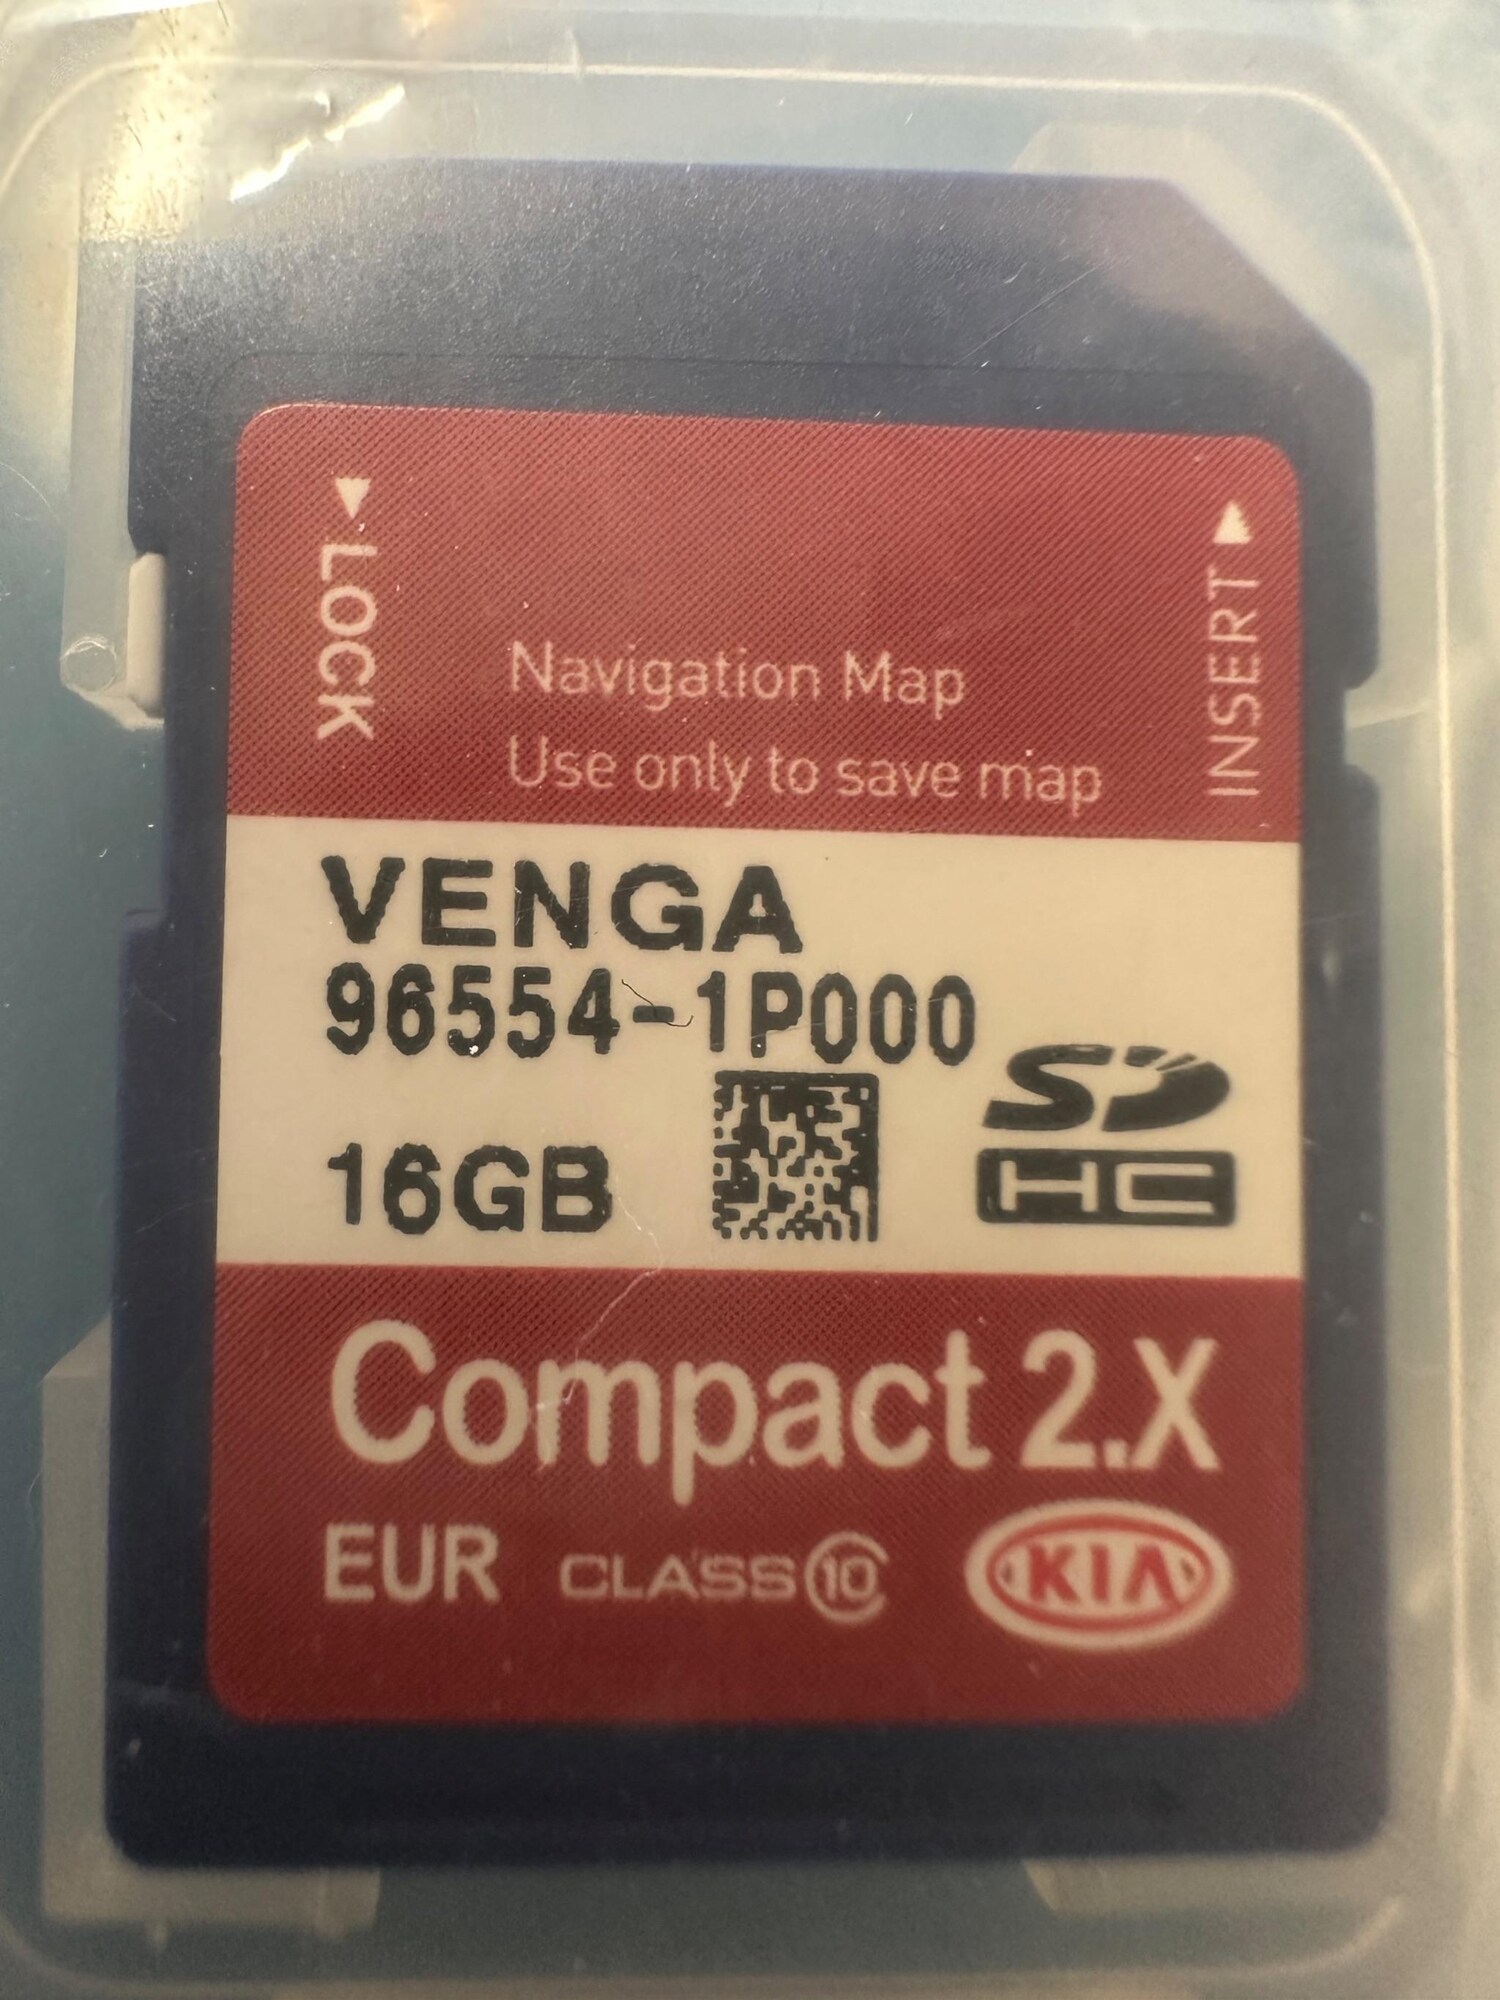 LOCK
INSERT
Navigation Map
Use only to save map
VENGA
96554-1P000
16GB
SD
HC
Compact 2.X
EUR CLASS 10
KIA